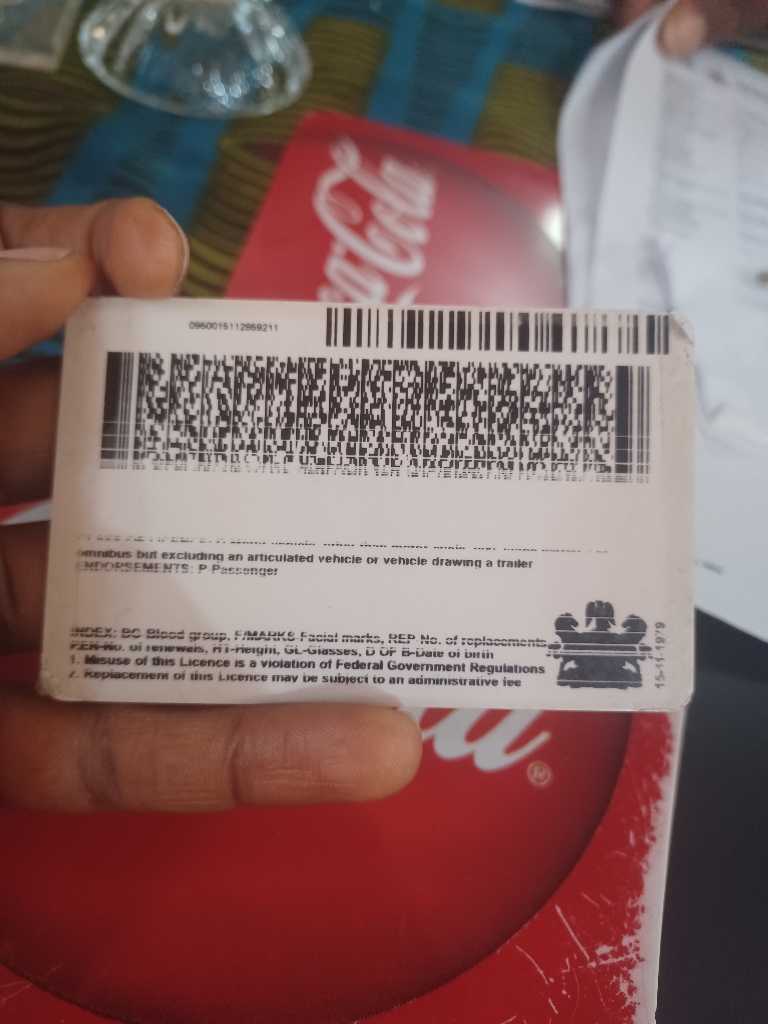 Coca-Cola
0950015112859211
omnibus but excluding an articulated vehicle or vehicle drawing a trailer
ENDORSEMENTS: P-Passenger
INDEX: BG-Blood group, F/MARKS-Facial marks, REP-No. of replacements
REN-No. of renewals, HT-Height, GL-Glasses, D OF B-Date of birth
1. Misuse of this Licence is a violation of Federal Government Regulations
2. Replacement of this Licence may be subject to an administrative fee
15-11-1979
®